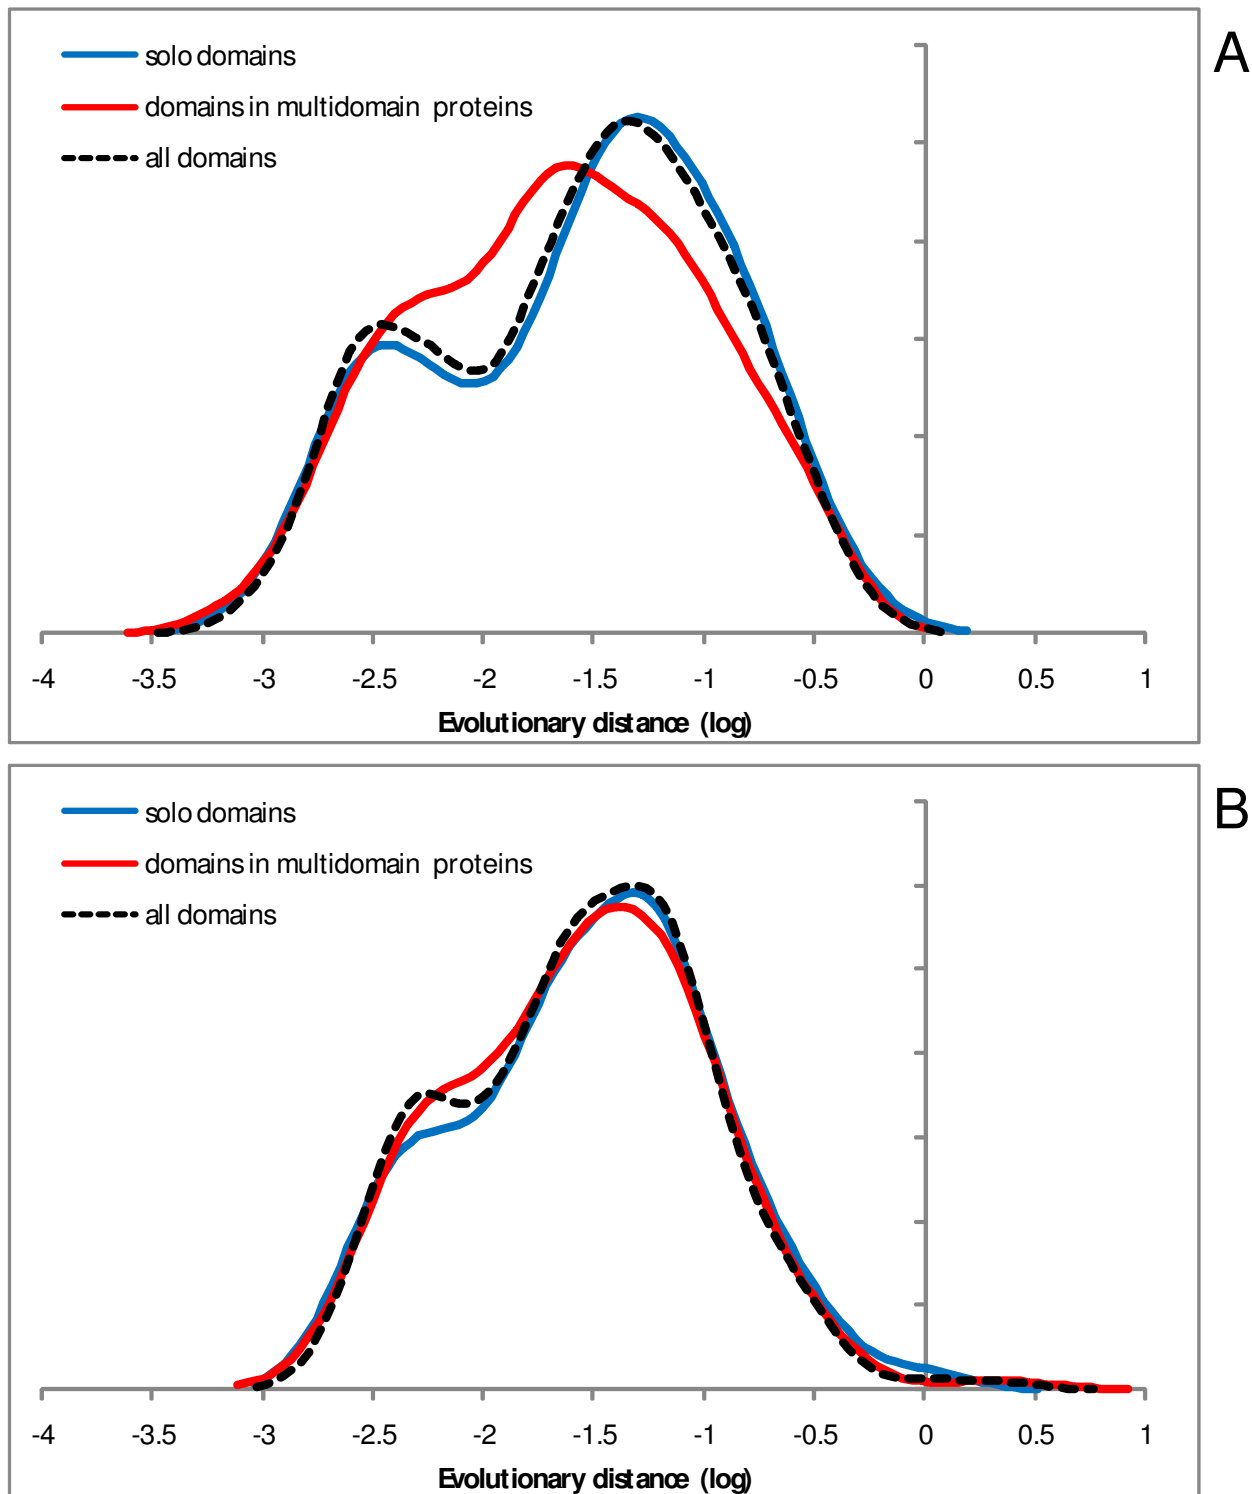 A
solo domains
domains in multidomain proteins
all domains
-4 -3.5 -3 -2.5 -2 -1.5 -1 -0.5 0 0.5 1
Evolutionary distance (log)
B
solo domains
domains in multidomain proteins
all domains
-4 -3.5 -3 -2.5 -2 -1.5 -1 -0.5 0 0.5 1
Evolutionary distance (log)